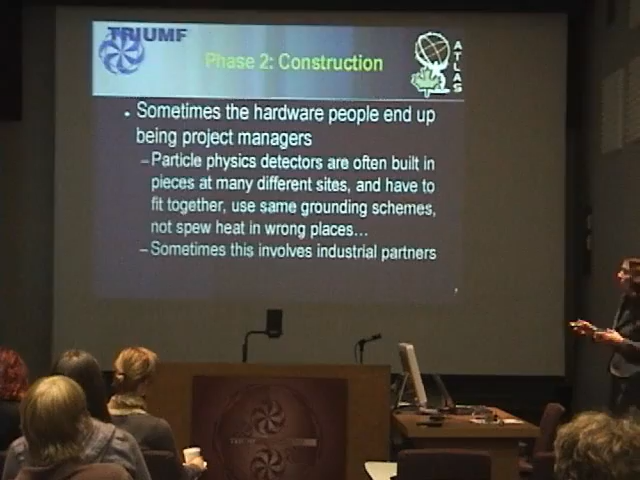 TRIUMF
Phase 2: Construction
ATLAS
• Sometimes the hardware people end up
being project managers
–Particle physics detectors are often built in
pieces at many different sites, and have to
fit together, use same grounding schemes,
not spew heat in wrong places…
–Sometimes this involves industrial partners